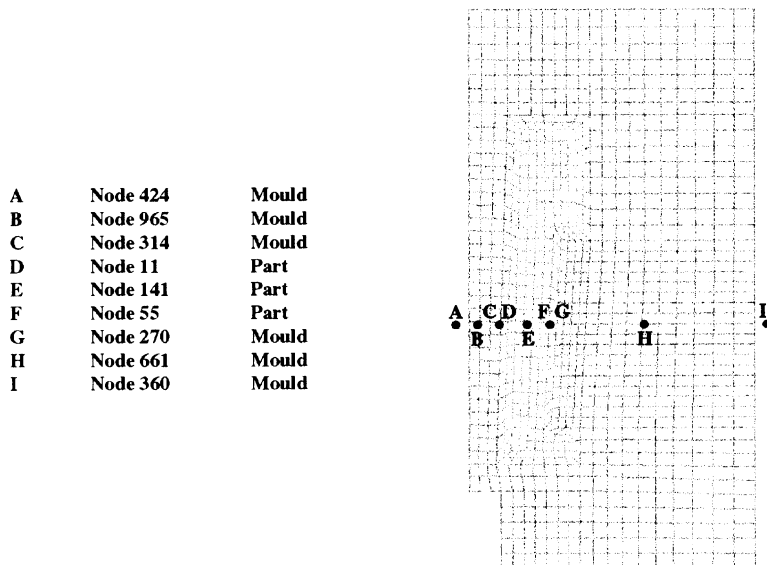 A Node 424 Mould
B Node 965 Mould
C Node 314 Mould
D Node 11 Part
E Node 141 Part
F Node 55 Part
G Node 270 Mould
H Node 661 Mould
I Node 360 Mould
A C D F G I
B E H